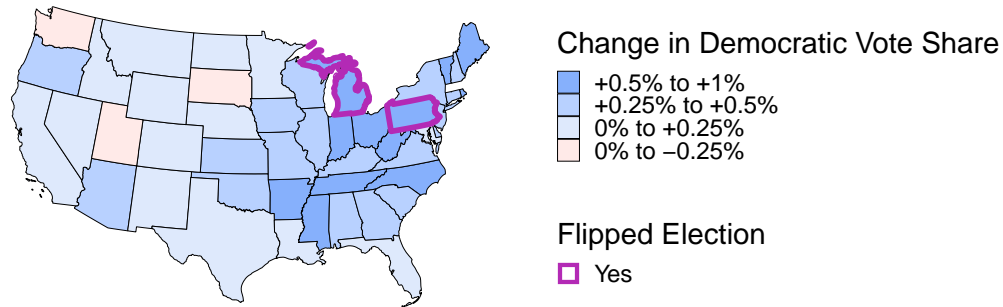 Change in Democratic Vote Share
+0.5% to +1%
+0.25% to +0.5%
0% to +0.25%
0% to −0.25%
Flipped Election
Yes